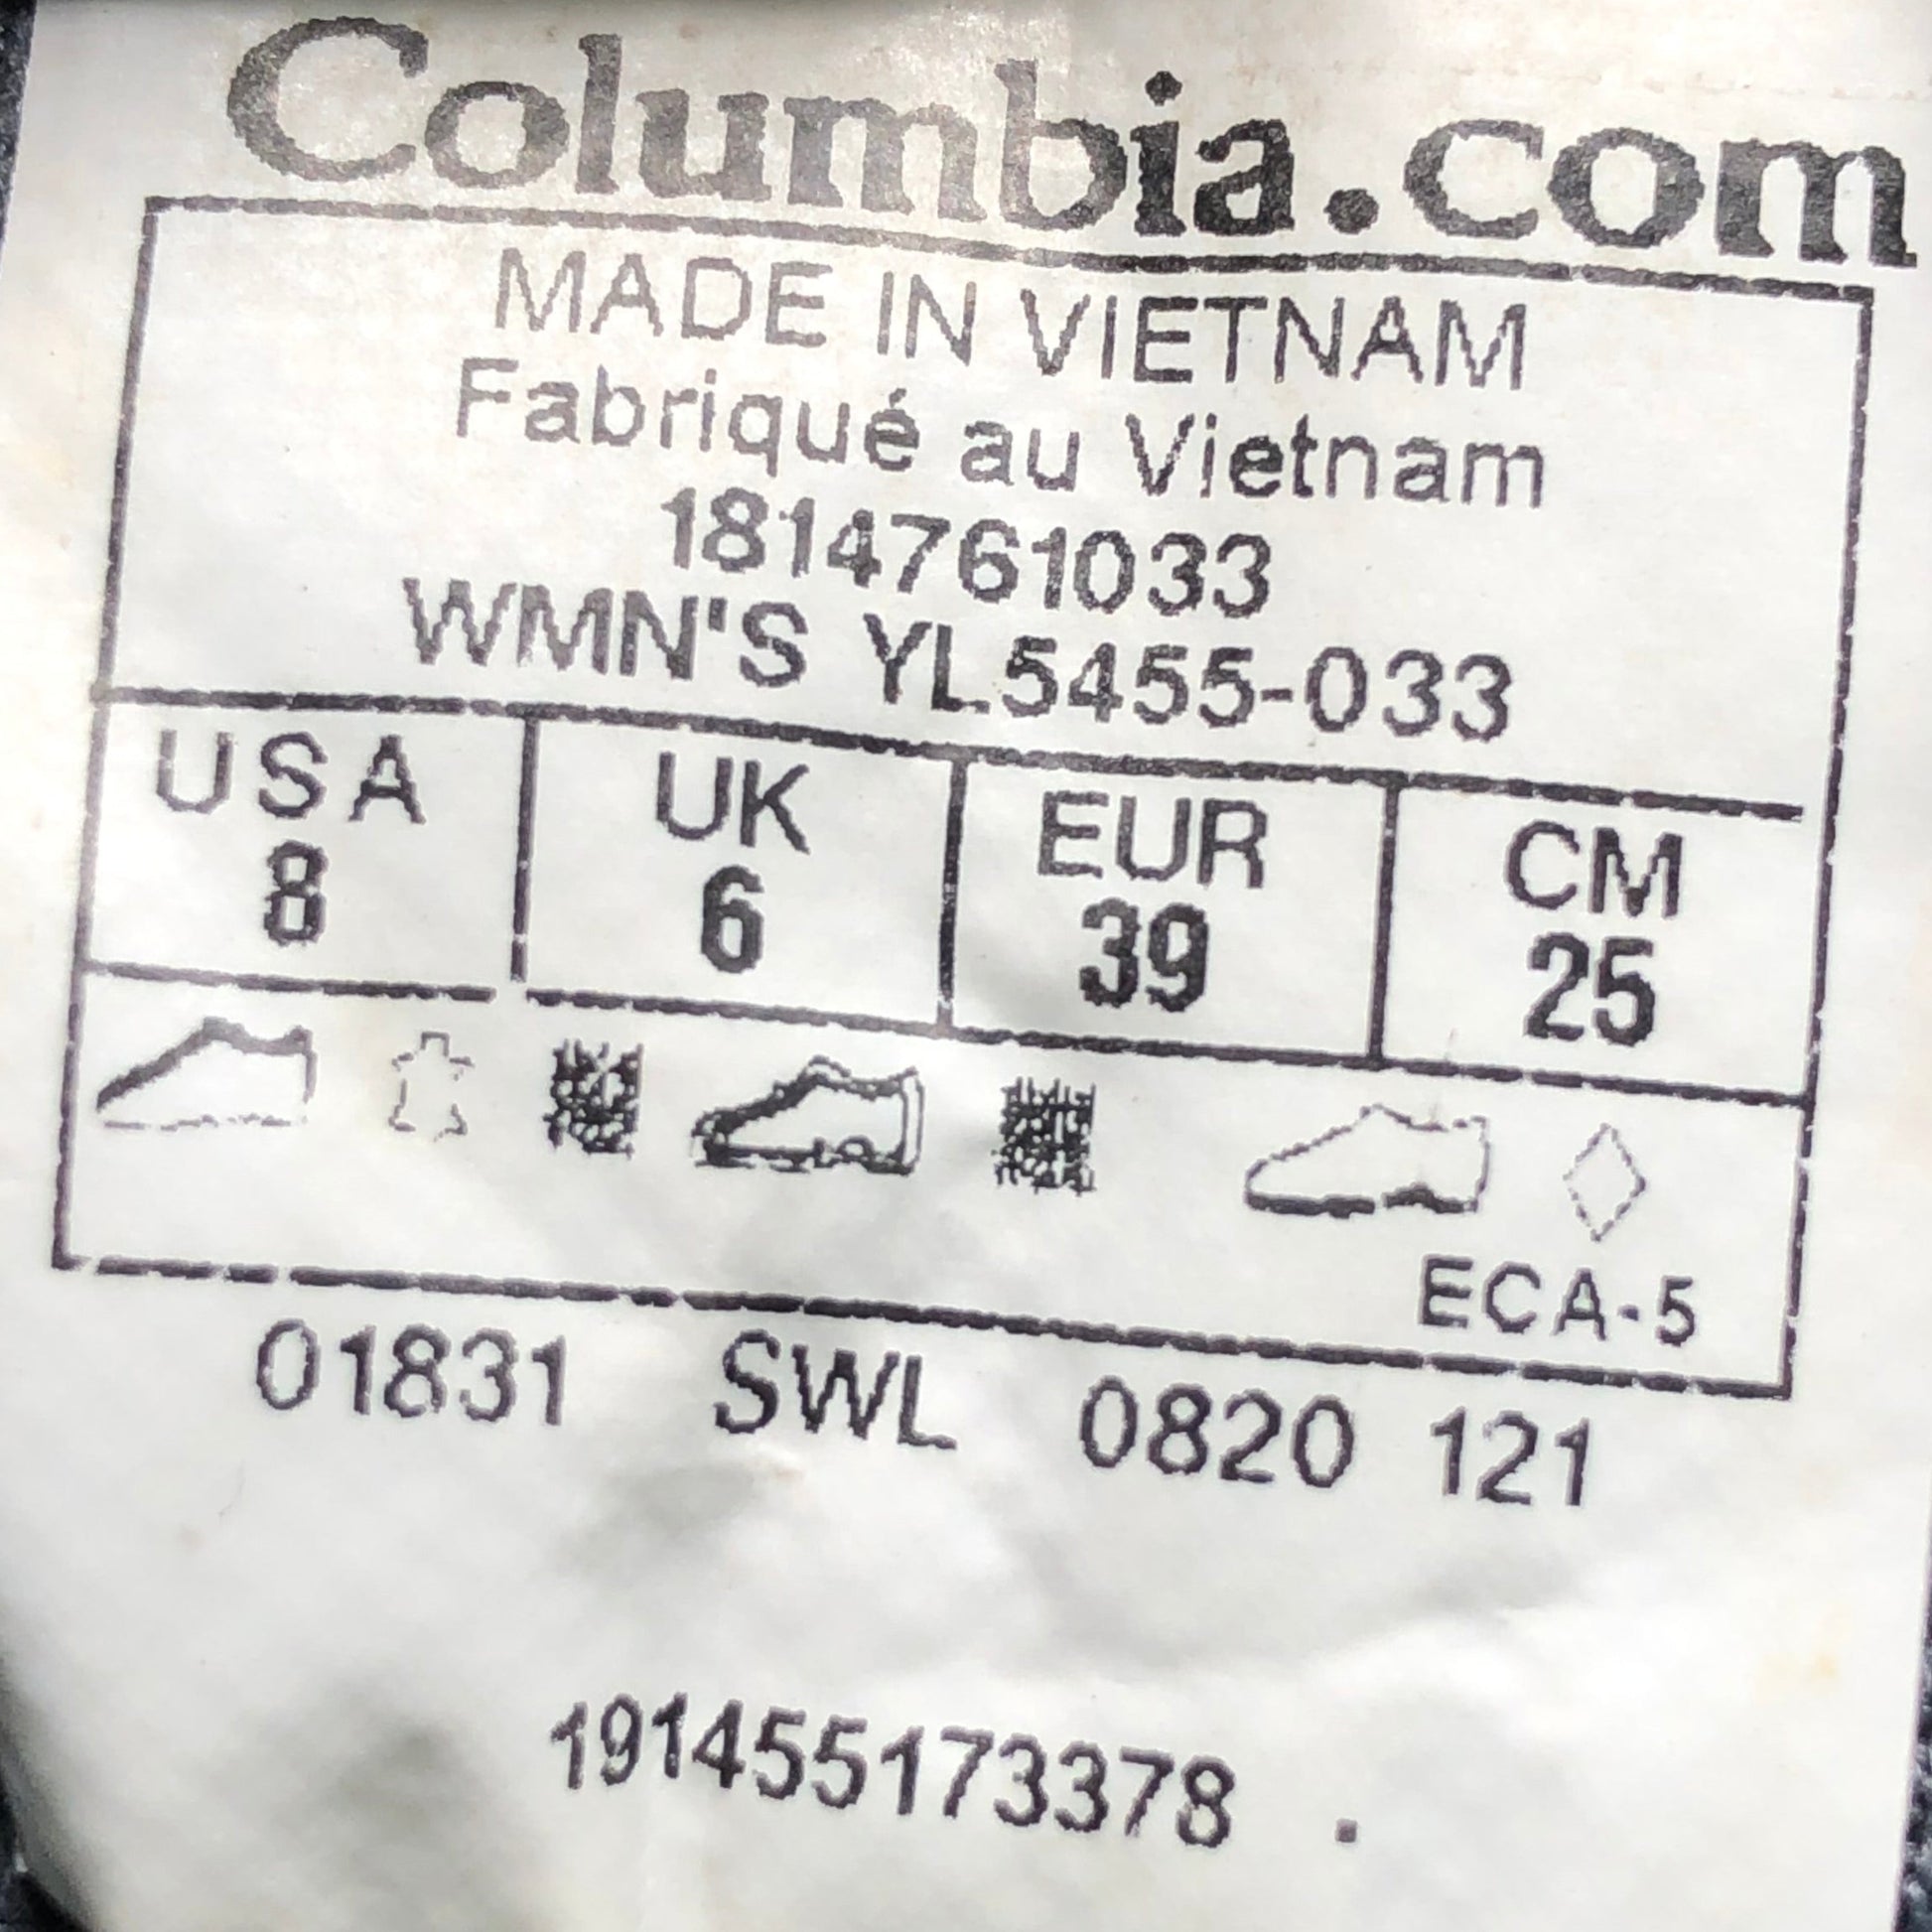 Columbia.com
MADE IN VIETNAM
Fabriqué au Vietnam
1814761033
WMN'S YL5455-033
USA UK EUR CM
8 6 39 25
ECA-5
01831 SWL 0820 121
191455173378 .